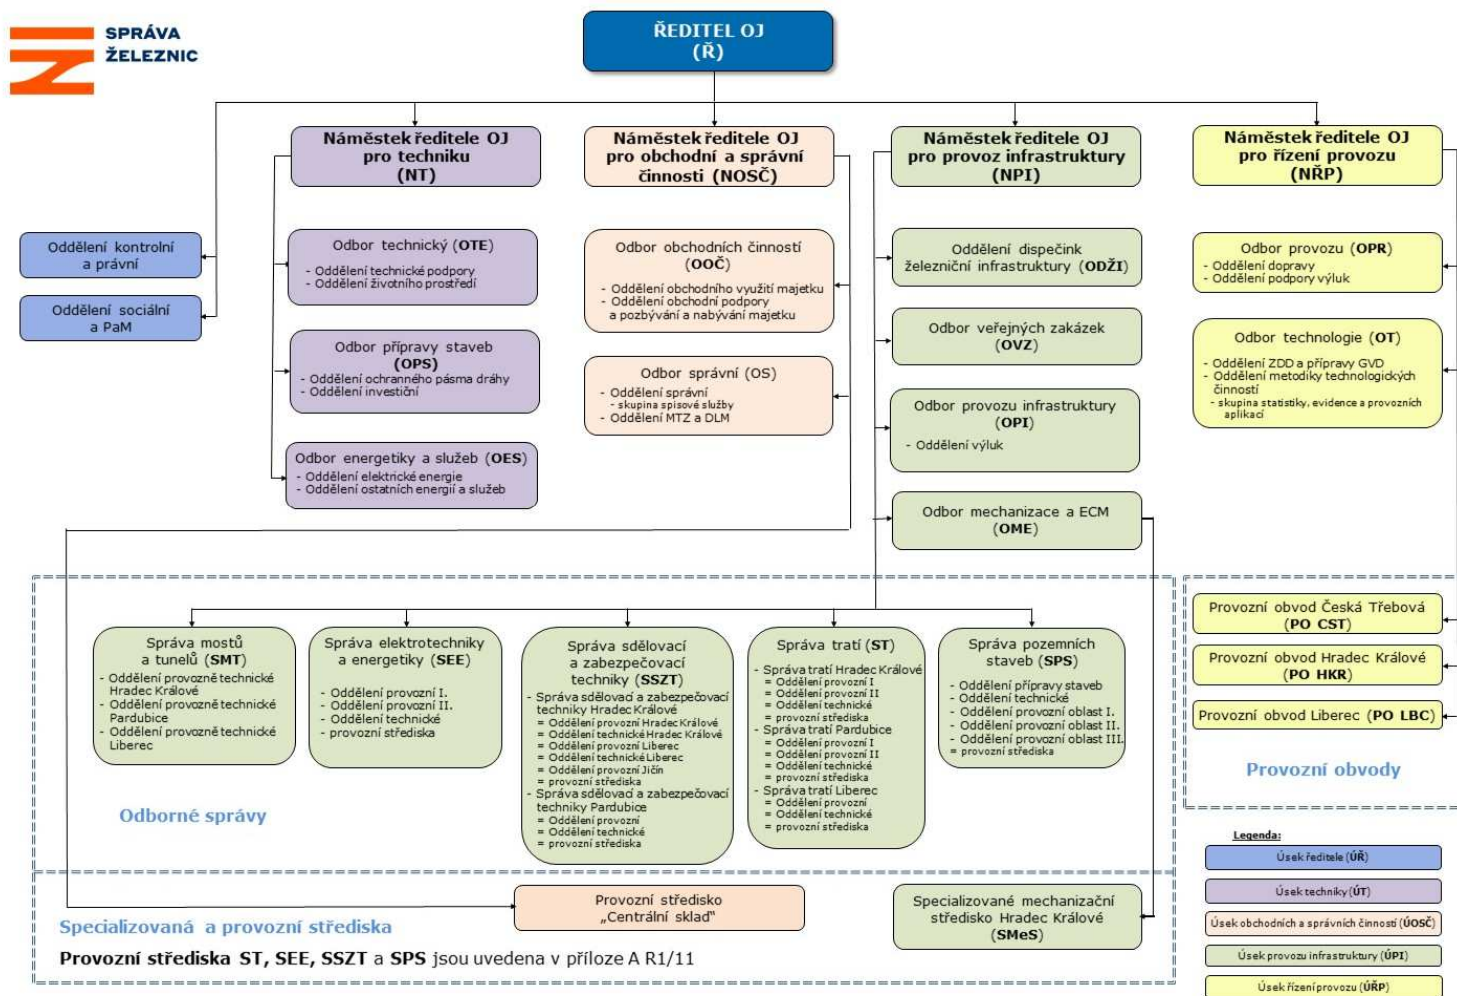 SPRÁVA
ŽELEZNIC
ŘEDITEL OJ
(Ř)
Náměstek ředitele OJ
pro techniku
(NT)
Náměstek ředitele OJ
pro obchodní a správní
činnosti (NOSČ)
Náměstek ředitele OJ
pro provoz infrastruktury
(NPI)
Náměstek ředitele OJ
pro řízení provozu
(NŘP)
Oddělení kontrolní
a právní
Oddělení sociální
a PaM
Odbor technický (OTE)
- Oddělení technické podpory
- Oddělení životního prostředí
Odbor přípravy staveb
(OPS)
- Oddělení ochranného pásma dráhy
- Oddělení investiční
Odbor energetiky a služeb (OES)
- Oddělení elektrické energie
- Oddělení ostatních energií a služeb
Odbor obchodních činností
(OOČ)
- Oddělení obchodního využití majetku
- Oddělení obchodní podpory
a pozbývání a nabývání majetku
Odbor správní (OS)
- Oddělení správní
- skupina spisové služby
- Oddělení MTZ a DLM
Oddělení dispečink
železniční infrastruktury (ODŽI)
Odbor veřejných zakázek
(OVZ)
Odbor provozu infrastruktury
(OPI)
- Oddělení výluk
Odbor mechanizace a ECM
(OME)
Odbor provozu (OPR)
- Oddělení dopravy
- Oddělení podpory výluk
Odbor technologie (OT)
- Oddělení ZDD a přípravy GVD
- Oddělení metodiky technologických
činností
- skupina statistiky, evidence a provozních
aplikací
Správa mostů
a tunelů (SMT)
- Oddělení provozně technické
Hradec Králové
- Oddělení provozně technické
Pardubice
- Oddělení provozně technické
Liberec
Správa elektrotechniky
a energetiky (SEE)
- Oddělení provozní I.
- Oddělení provozní II.
- Oddělení technické
- provozní střediska
Správa sdělovací
a zabezpečovací
techniky (SSZT)
- Správa sdělovací a zabezpečovací
techniky Hradec Králové
= Oddělení provozní Hradec Králové
= Oddělení technické Hradec Králové
= Oddělení provozní Liberec
= Oddělení technické Liberec
= Oddělení provozní Jičín
= provozní střediska
- Správa sdělovací a zabezpečovací
techniky Pardubice
= Oddělení provozní
= Oddělení technické
= provozní střediska
Správa tratí (ST)
- Správa tratí Hradec Králové
= Oddělení provozní I
= Oddělení provozní II
= Oddělení technické
= provozní střediska
- Správa tratí Pardubice
= Oddělení provozní I
= Oddělení provozní II
= Oddělení technické
= provozní střediska
- Správa tratí Liberec
= Oddělení provozní
= Oddělení technické
= provozní střediska
Správa pozemních
staveb (SPS)
- Oddělení přípravy staveb
- Oddělení technické
- Oddělení provozní oblast I.
- Oddělení provozní oblast II.
- Oddělení provozní oblast III.
= provozní střediska
Odborné správy
Provozní obvod Česká Třebová
(PO CST)
Provozní obvod Hradec Králové
(PO HKR)
Provozní obvod Liberec (PO LBC)
Provozní obvody
Provozní středisko
„Centrální sklad"
Specializované mechanizační
středisko Hradec Králové
(SMeS)
Specializovaná a provozní střediska
Provozní střediska ST, SEE, SSZT a SPS jsou uvedena v příloze A R1/11
Legenda:
Úsek ředitele (ÚŘ)
Úsek techniky (ÚT)
Úsek obchodních a správních činností (ÚOSČ)
Úsek provozu infrastruktury (ÚPI)
Úsek řízení provozu (ÚŘP)